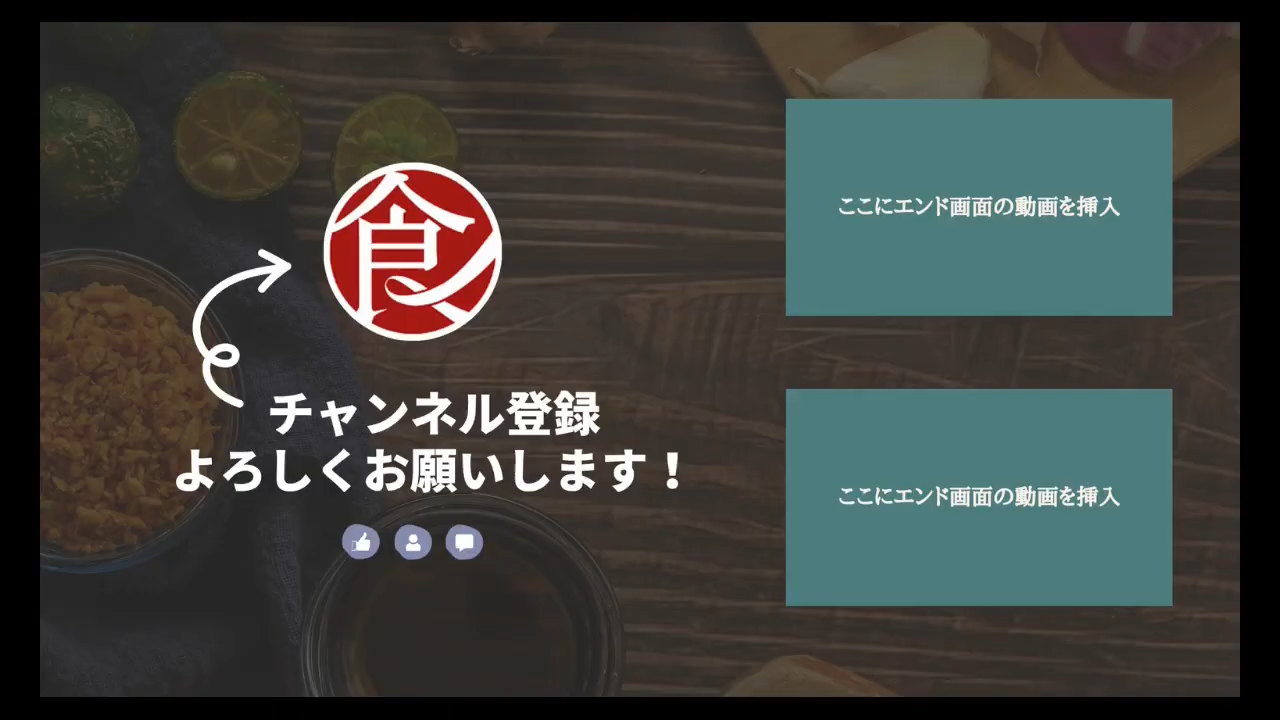 食
チャンネル登録
よろしくお願いします！
ここにエンド画面の動画を挿入
ここにエンド画面の動画を挿入